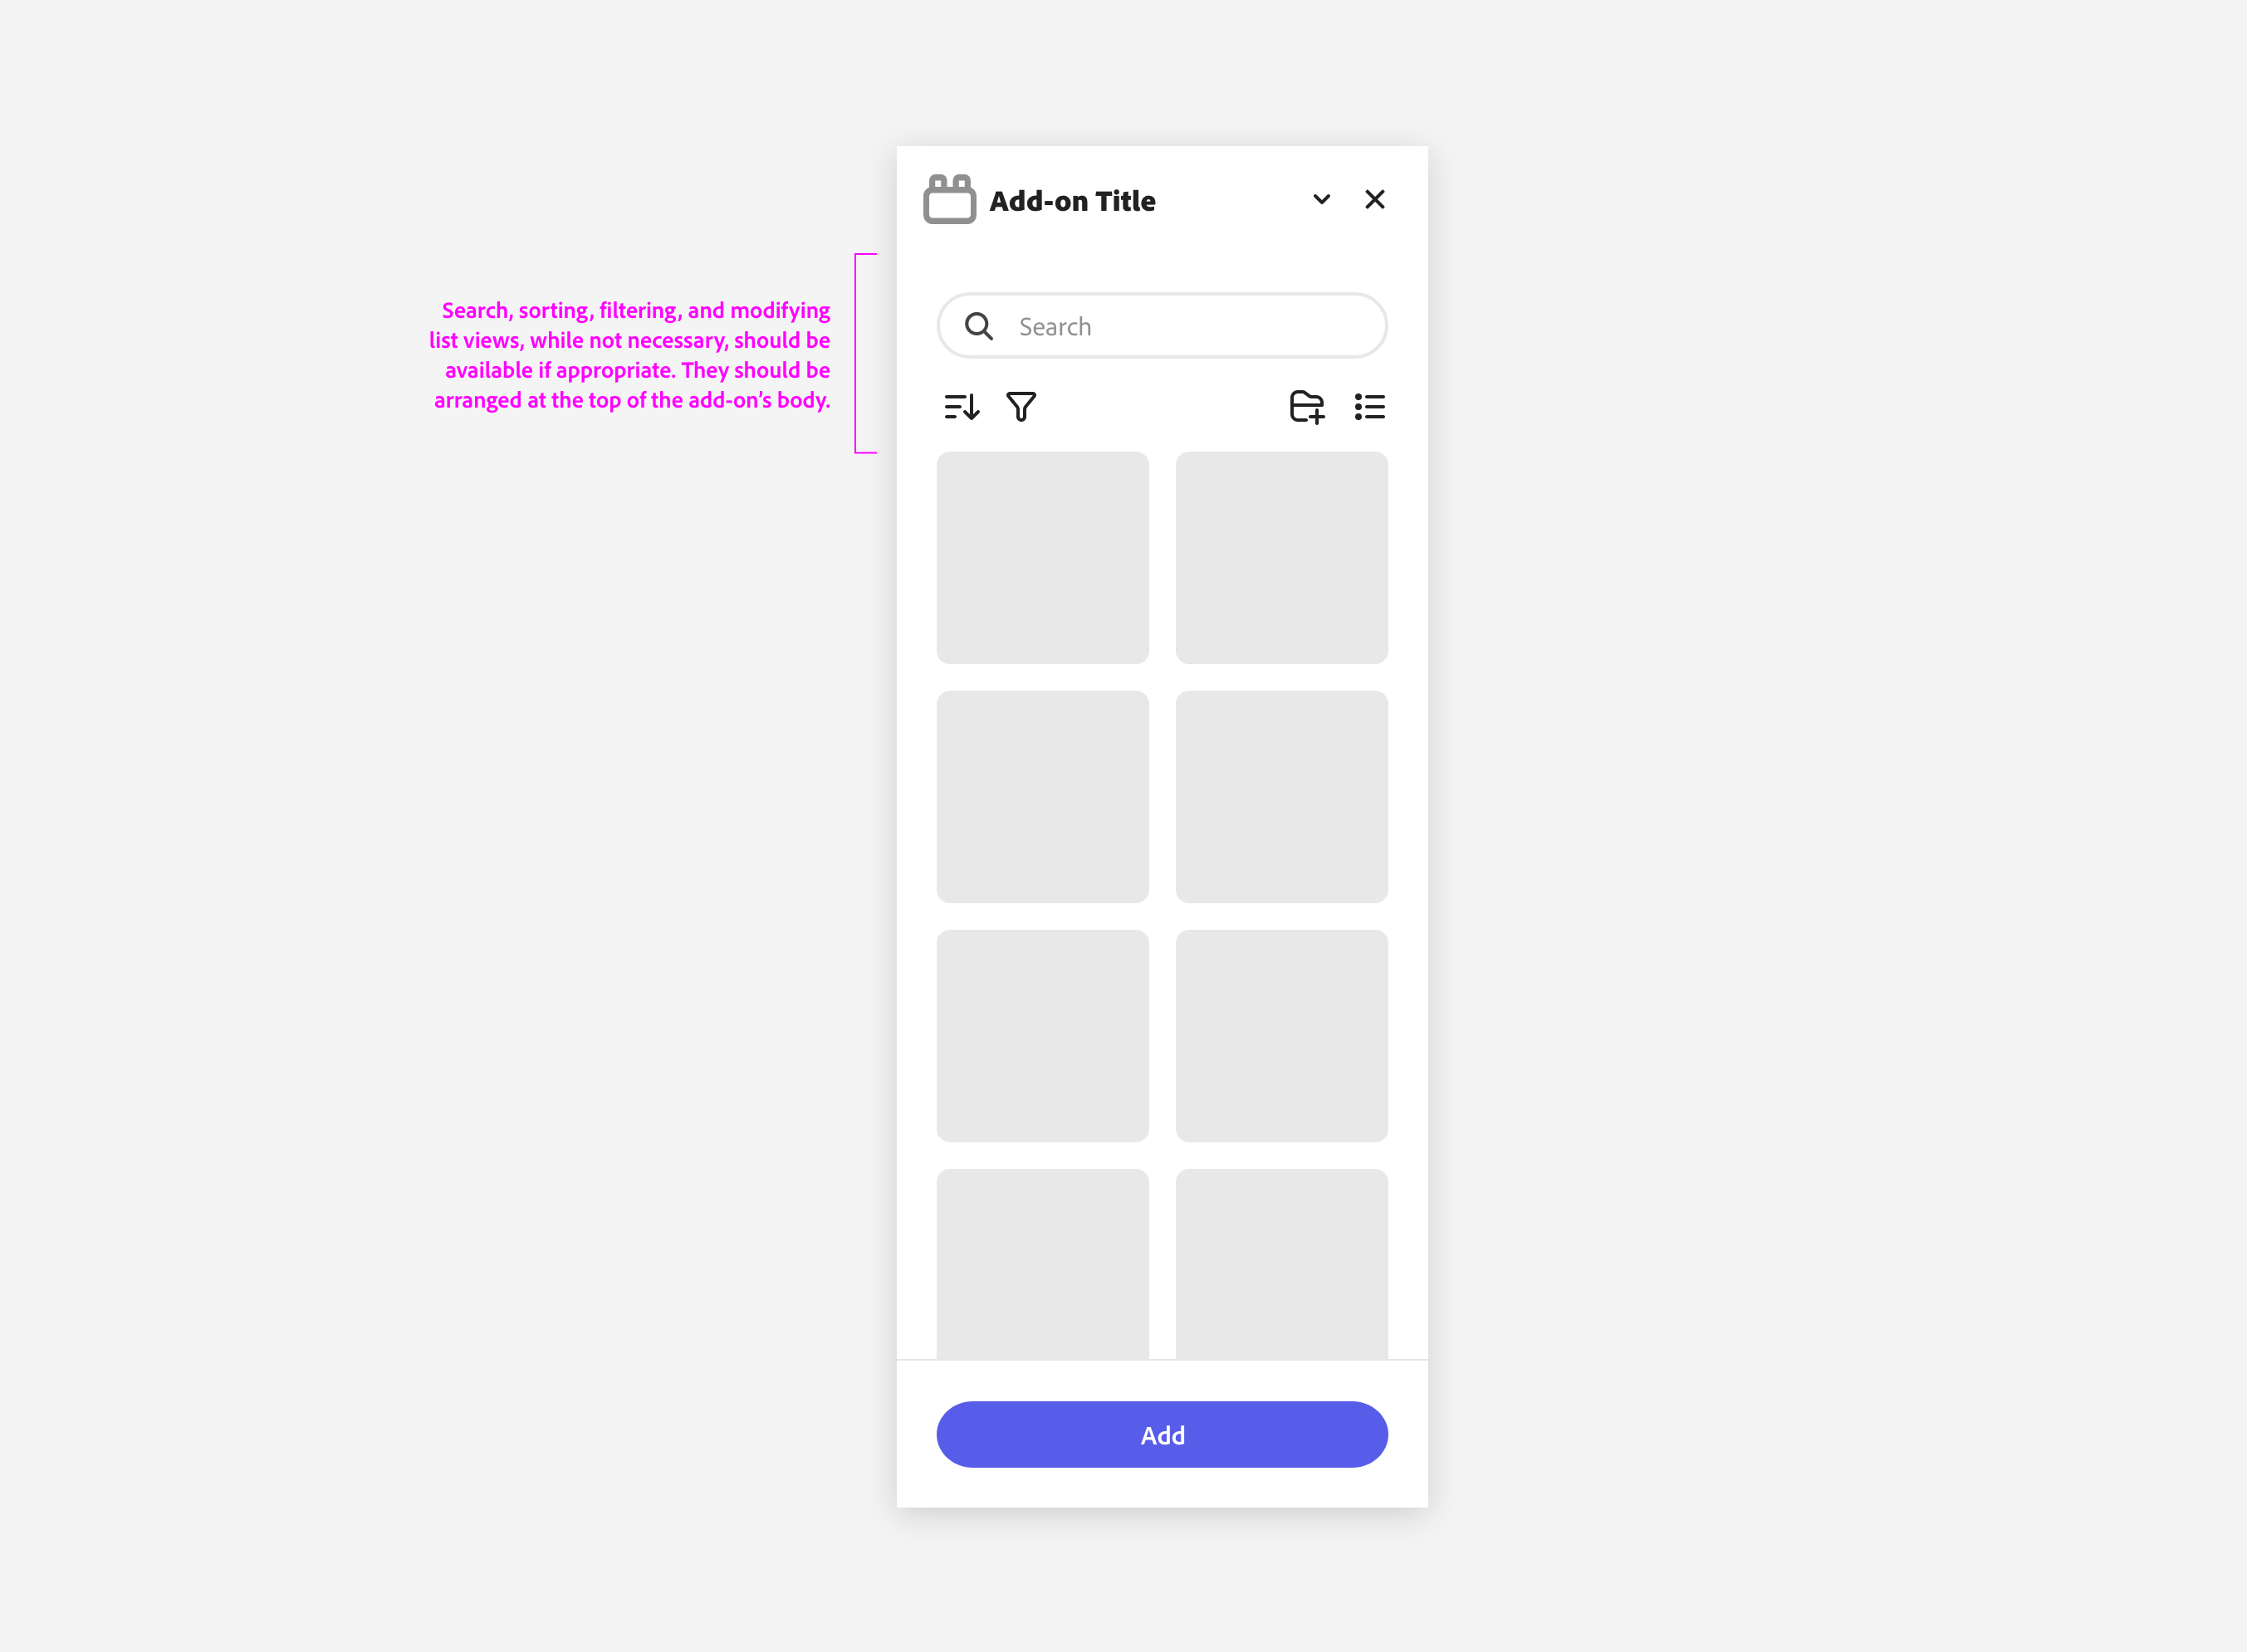 Add-on Title
Search, sorting, filtering, and modifying
list views, while not necessary, should be
available if appropriate. They should be
arranged at the top of the add-on’s body.
Search
Add